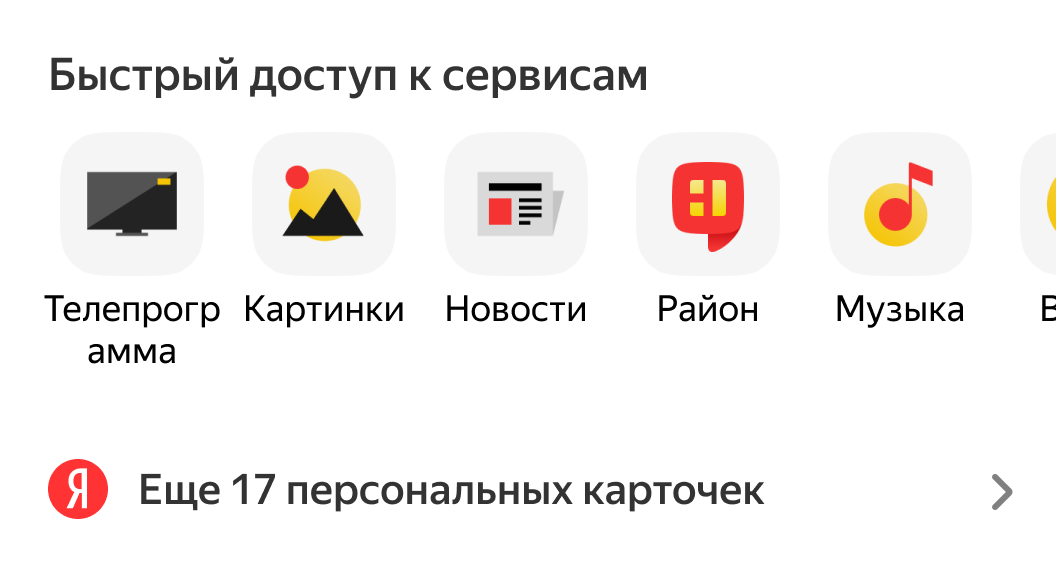 Быстрый доступ к сервисам
Телепрогр
амма
Картинки
Новости
Район
Музыка
В
Я
Еще 17 персональных карточек